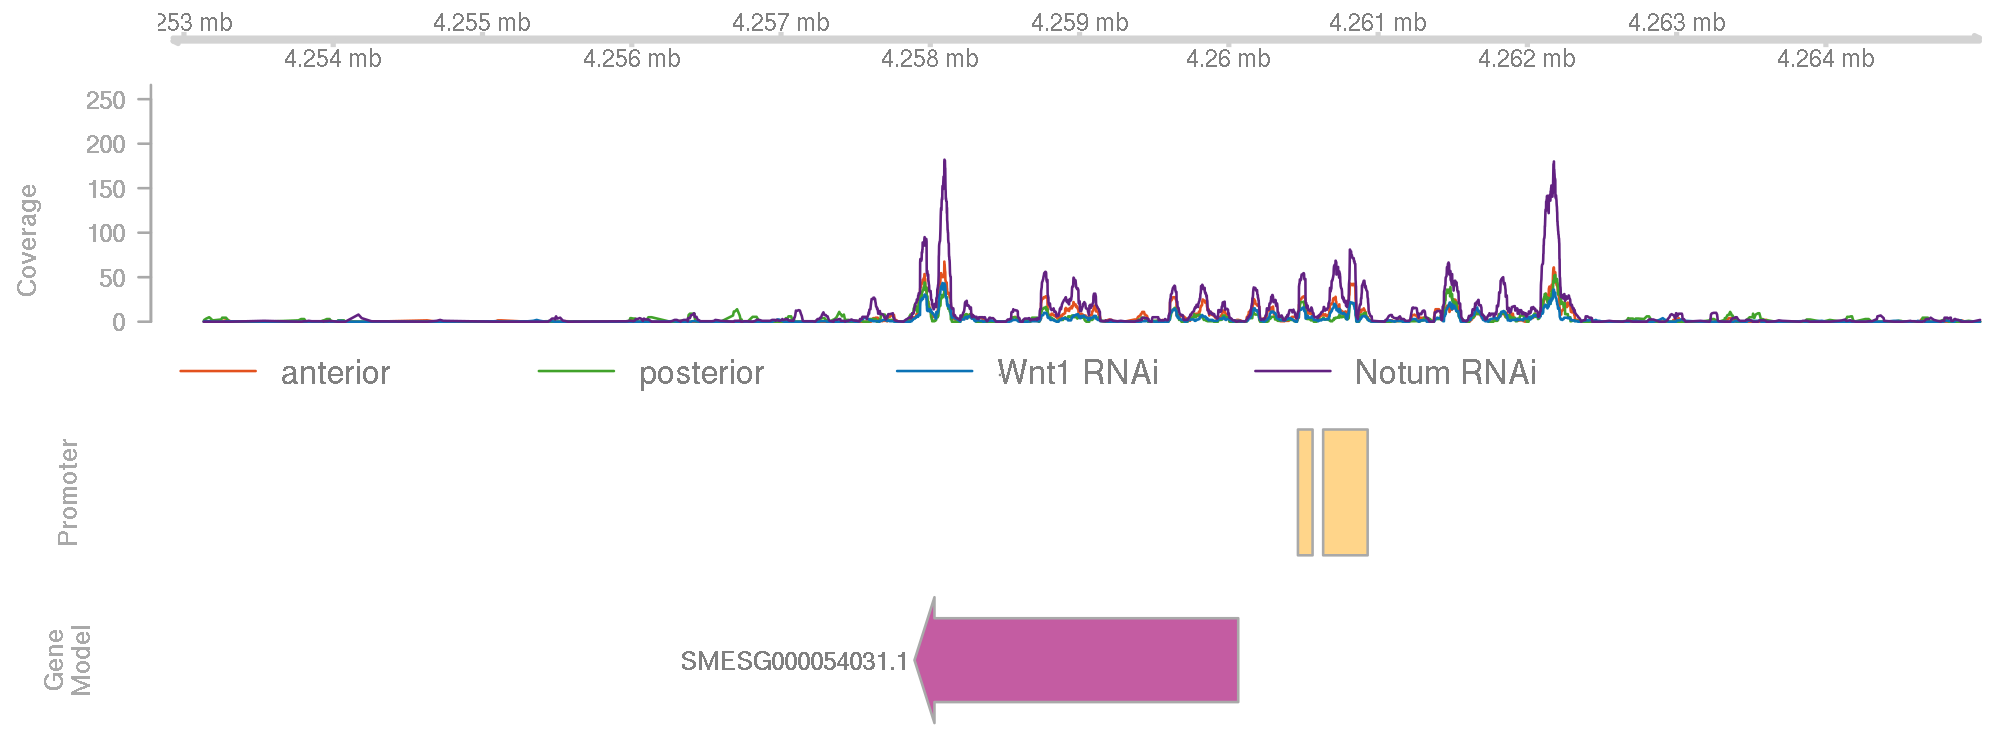 253 mb 4.255 mb 4.257 mb 4.259 mb 4.261 mb 4.263 mb
4.254 mb 4.256 mb 4.258 mb 4.26 mb 4.262 mb 4.264 mb
Coverage
250
200
150
100
50
0
anterior posterior Wnt1 RNAi Notum RNAi
Promoter
Gene
Model
SMESG000054031.1